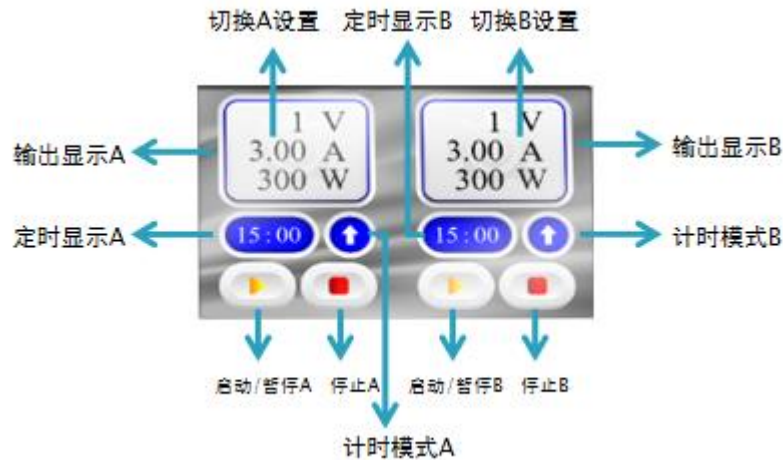 切换A设置
定时显示B
切换B设置
1 V
3.00 A
300 W
1 V
3.00 A
300 W
输出显示A
输出显示B
定时显示A
15:00
15:00
计时模式B
启动/暂停A
停止A
启动/暂停B
停止B
计时模式A